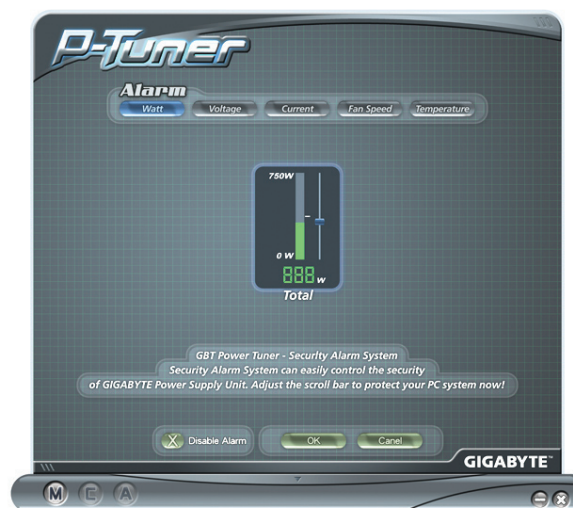 P-Tuner
Alarm
Watt Voltage Current Fan Speed Temperature
750W
0 W
888 w
Total
GBT Power Tuner - Security Alarm System
Security Alarm System can easily control the security
of GIGABYTE Power Supply Unit. Adjust the scroll bar to protect your PC system now!
X Disable Alarm OK Canel
GIGABYTE™
M C A